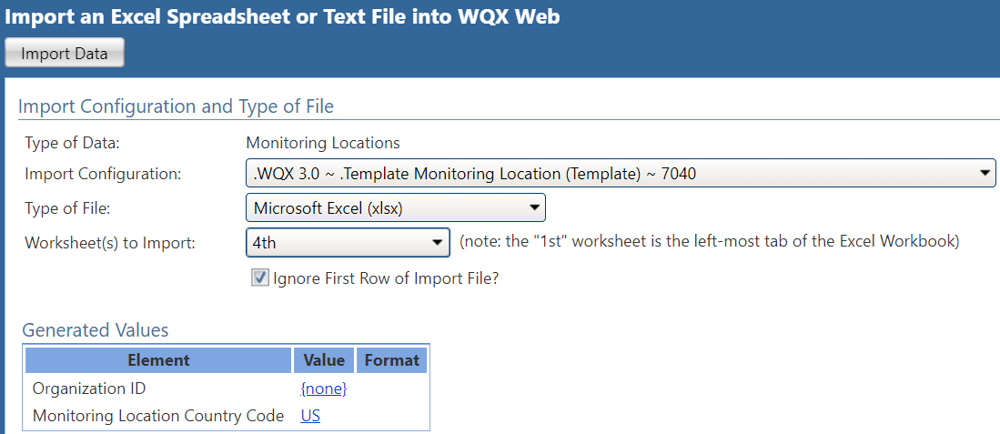 Import an Excel Spreadsheet or Text File into WQX Web
Import Data
Import Configuration and Type of File
Type of Data: Monitoring Locations
Import Configuration: .WQX 3.0 ~ .Template Monitoring Location (Template) ~ 7040
Type of File: Microsoft Excel (xlsx)
Worksheet(s) to Import: 4th (note: the "1st" worksheet is the left-most tab of the Excel Workbook)
Ignore First Row of Import File?
Generated Values
Element Value Format
Organization ID {none}
Monitoring Location Country Code US